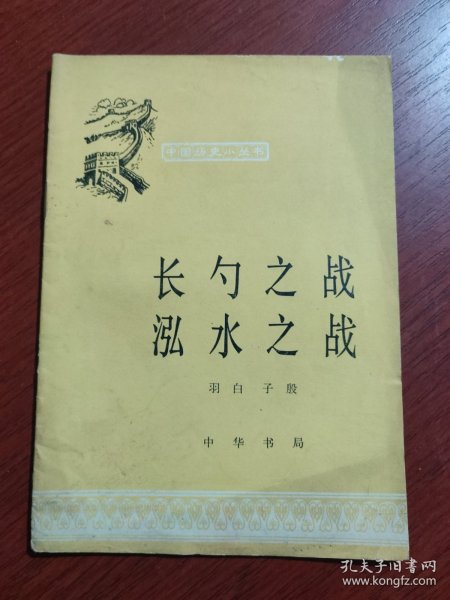 中国历史小丛书
长勺之战
泓水之战
羽白 子殷
中华书局
孔夫子旧书网
www.kongfz.com